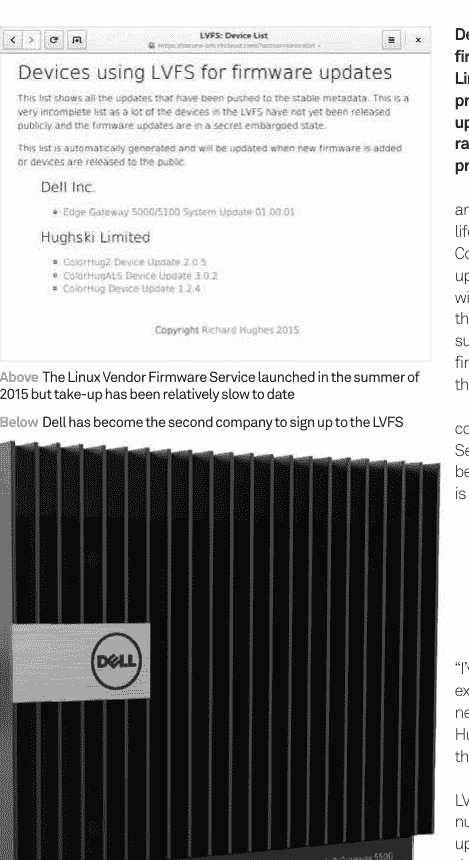 LVFS: Device List
Devices using LVFS for firmware updates
This list shows all the updates that have been pushed to the stable metadata. This is a
very incomplete list as a lot of the devices in the LVFS have not yet been released
publicly and the firmware updates are in a secret embargoed state.
This list is automatically generated and will be updated when new firmware is added
or devices are released to the public.
Dell Inc.
Edge Gateway 5000/5100 System Update 01.00.01
Hughski Limited
ColorHug2 Device Update 2.0.5
ColorHugALS Device Update 3.0.2
ColorHug Device Update 1.2.4
Copyright Richard Hughes 2015
Above The Linux Vendor Firmware Service launched in the summer of
2015 but take-up has been relatively slow to date
Below Dell has become the second company to sign up to the LVFS
DELL
Gateway 5500
De
fir
Lin
pr
up
ra
pr
an
life
Co
up
wi
th
su
fir
th
co
Se
be
is
“I'
ex
ne
Hu
th
LV
nu
up